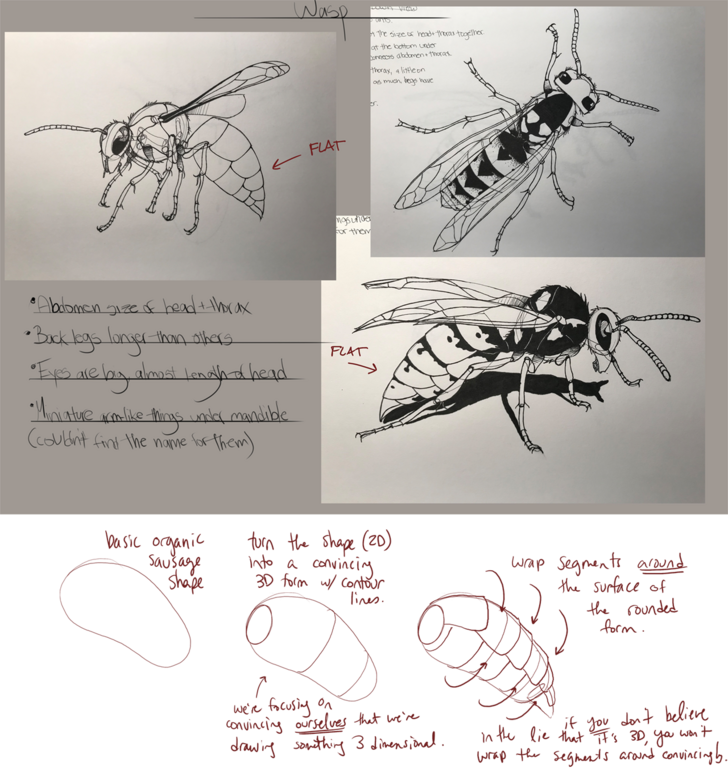 Wasp
the size of head + thorax together
at the bottom under
connects abdomen + thorax
thorax, a little on
as much, legs have
FLAT
for them
• Abdomen size of head + thorax
• Back legs longer than others
• Eyes are big almost length of head
• Miniature arm-like things under mandible
(couldn't find the name for them)
FLAT
basic organic
sausage
shape
turn the shape (2D)
into a convincing
3D form w/ contour
lines.
we're focusing on
convincing ourselves that we're
drawing something 3 dimensional.
wrap segments around
the surface of
the rounded
form.
if you don't believe
in the lie that it's 3D, you won't
wrap the segments around convincingly.